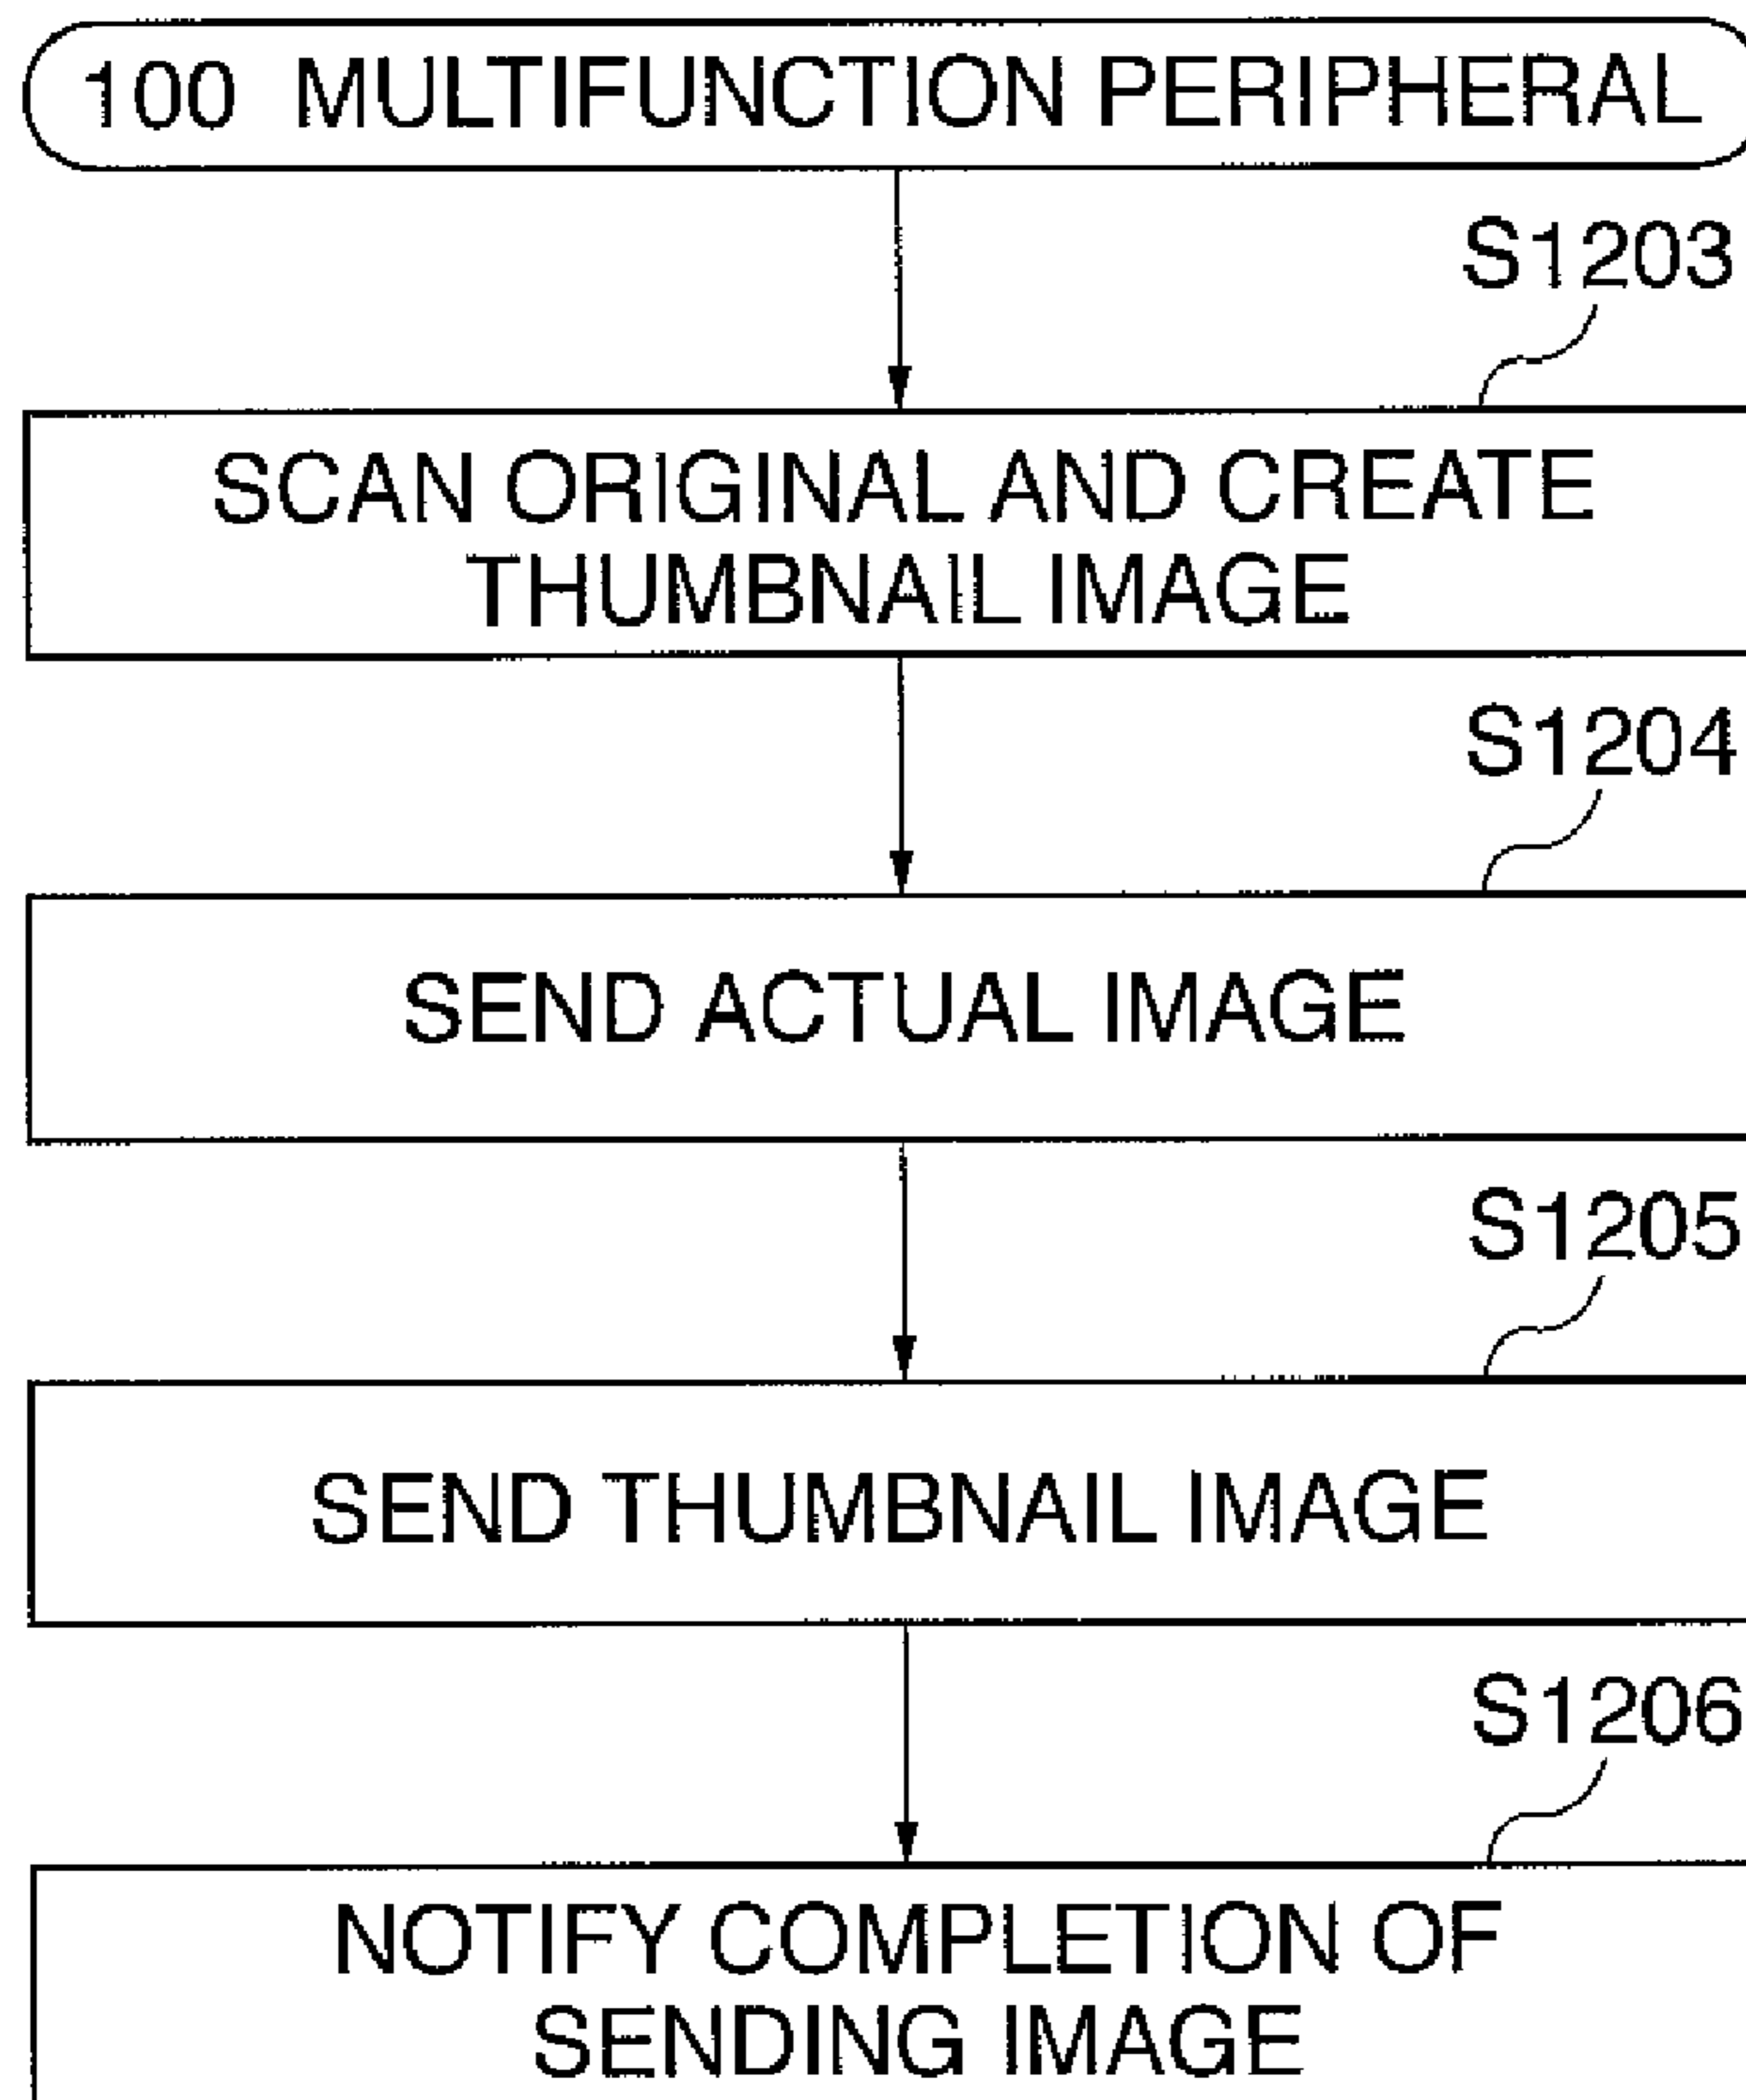 100 MULTIFUNCTION PERIPHERAL
S1203
SCAN ORIGINAL AND CREATE
THUMBNAIL IMAGE
S1204
SEND ACTUAL IMAGE
S1205
SEND THUMBNAIL IMAGE
S1206
NOTIFY COMPLETION OF
SENDING IMAGE